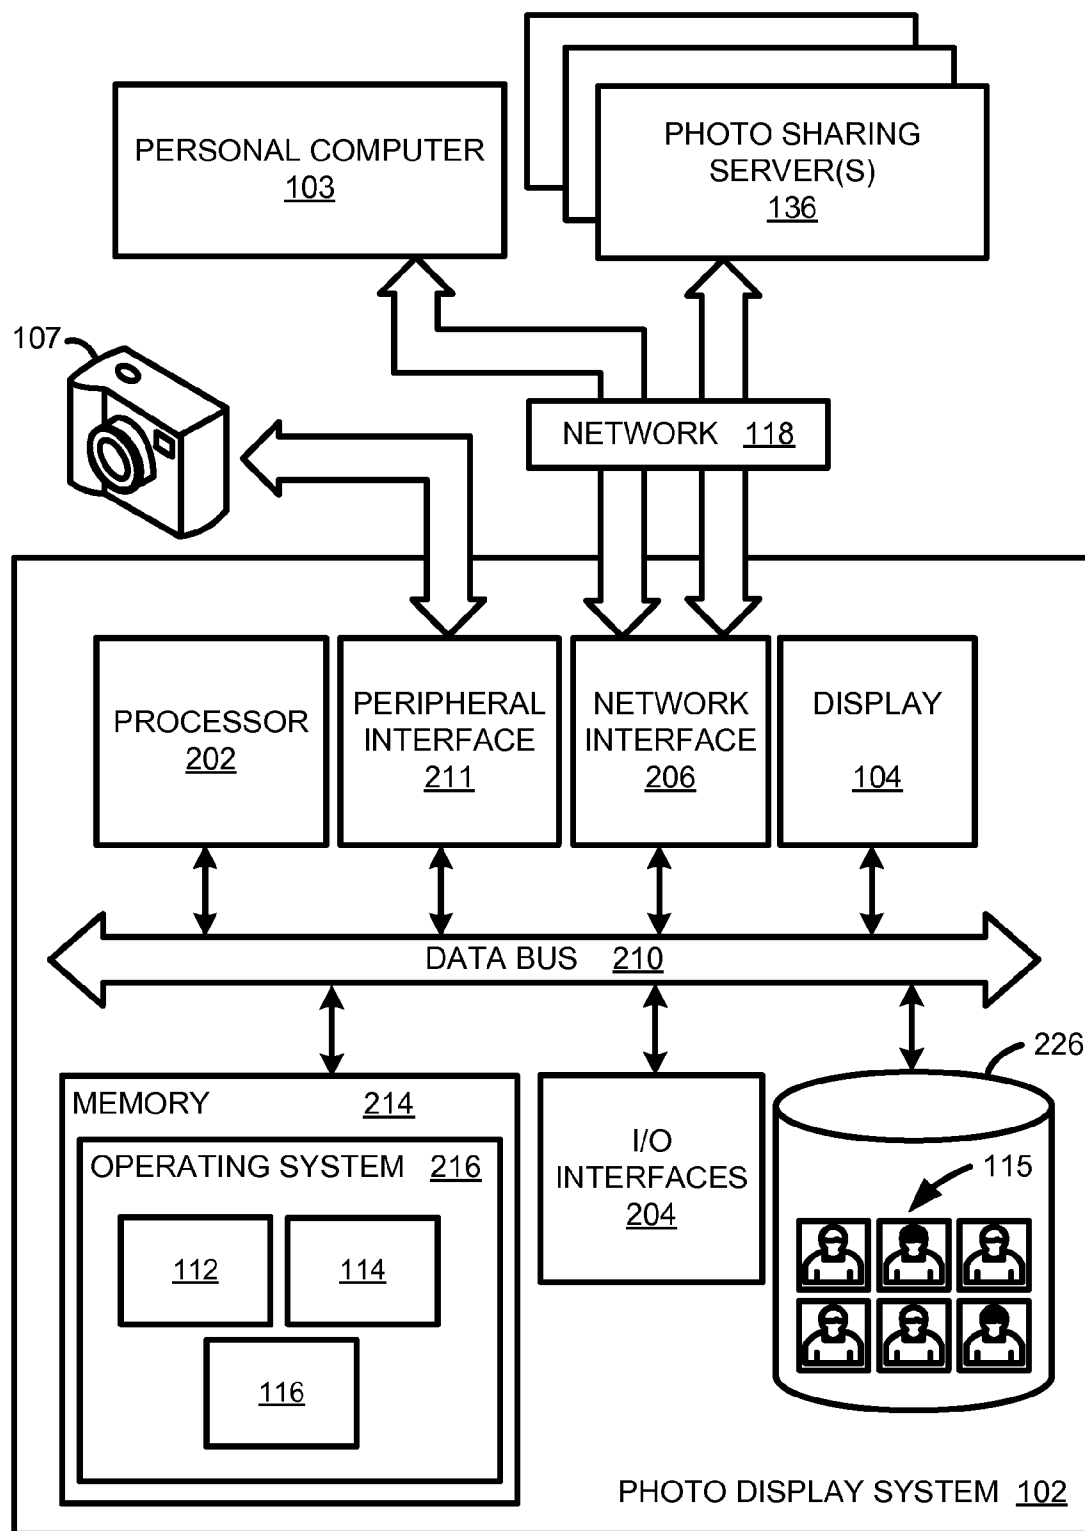 PERSONAL COMPUTER
103
PHOTO SHARING
SERVER(S)
136
107
NETWORK 118
PROCESSOR
202
PERIPHERAL
INTERFACE
211
NETWORK
INTERFACE
206
DISPLAY
104
DATA BUS 210
226
MEMORY 214
OPERATING SYSTEM 216
112
114
116
I/O
INTERFACES
204
115
PHOTO DISPLAY SYSTEM 102